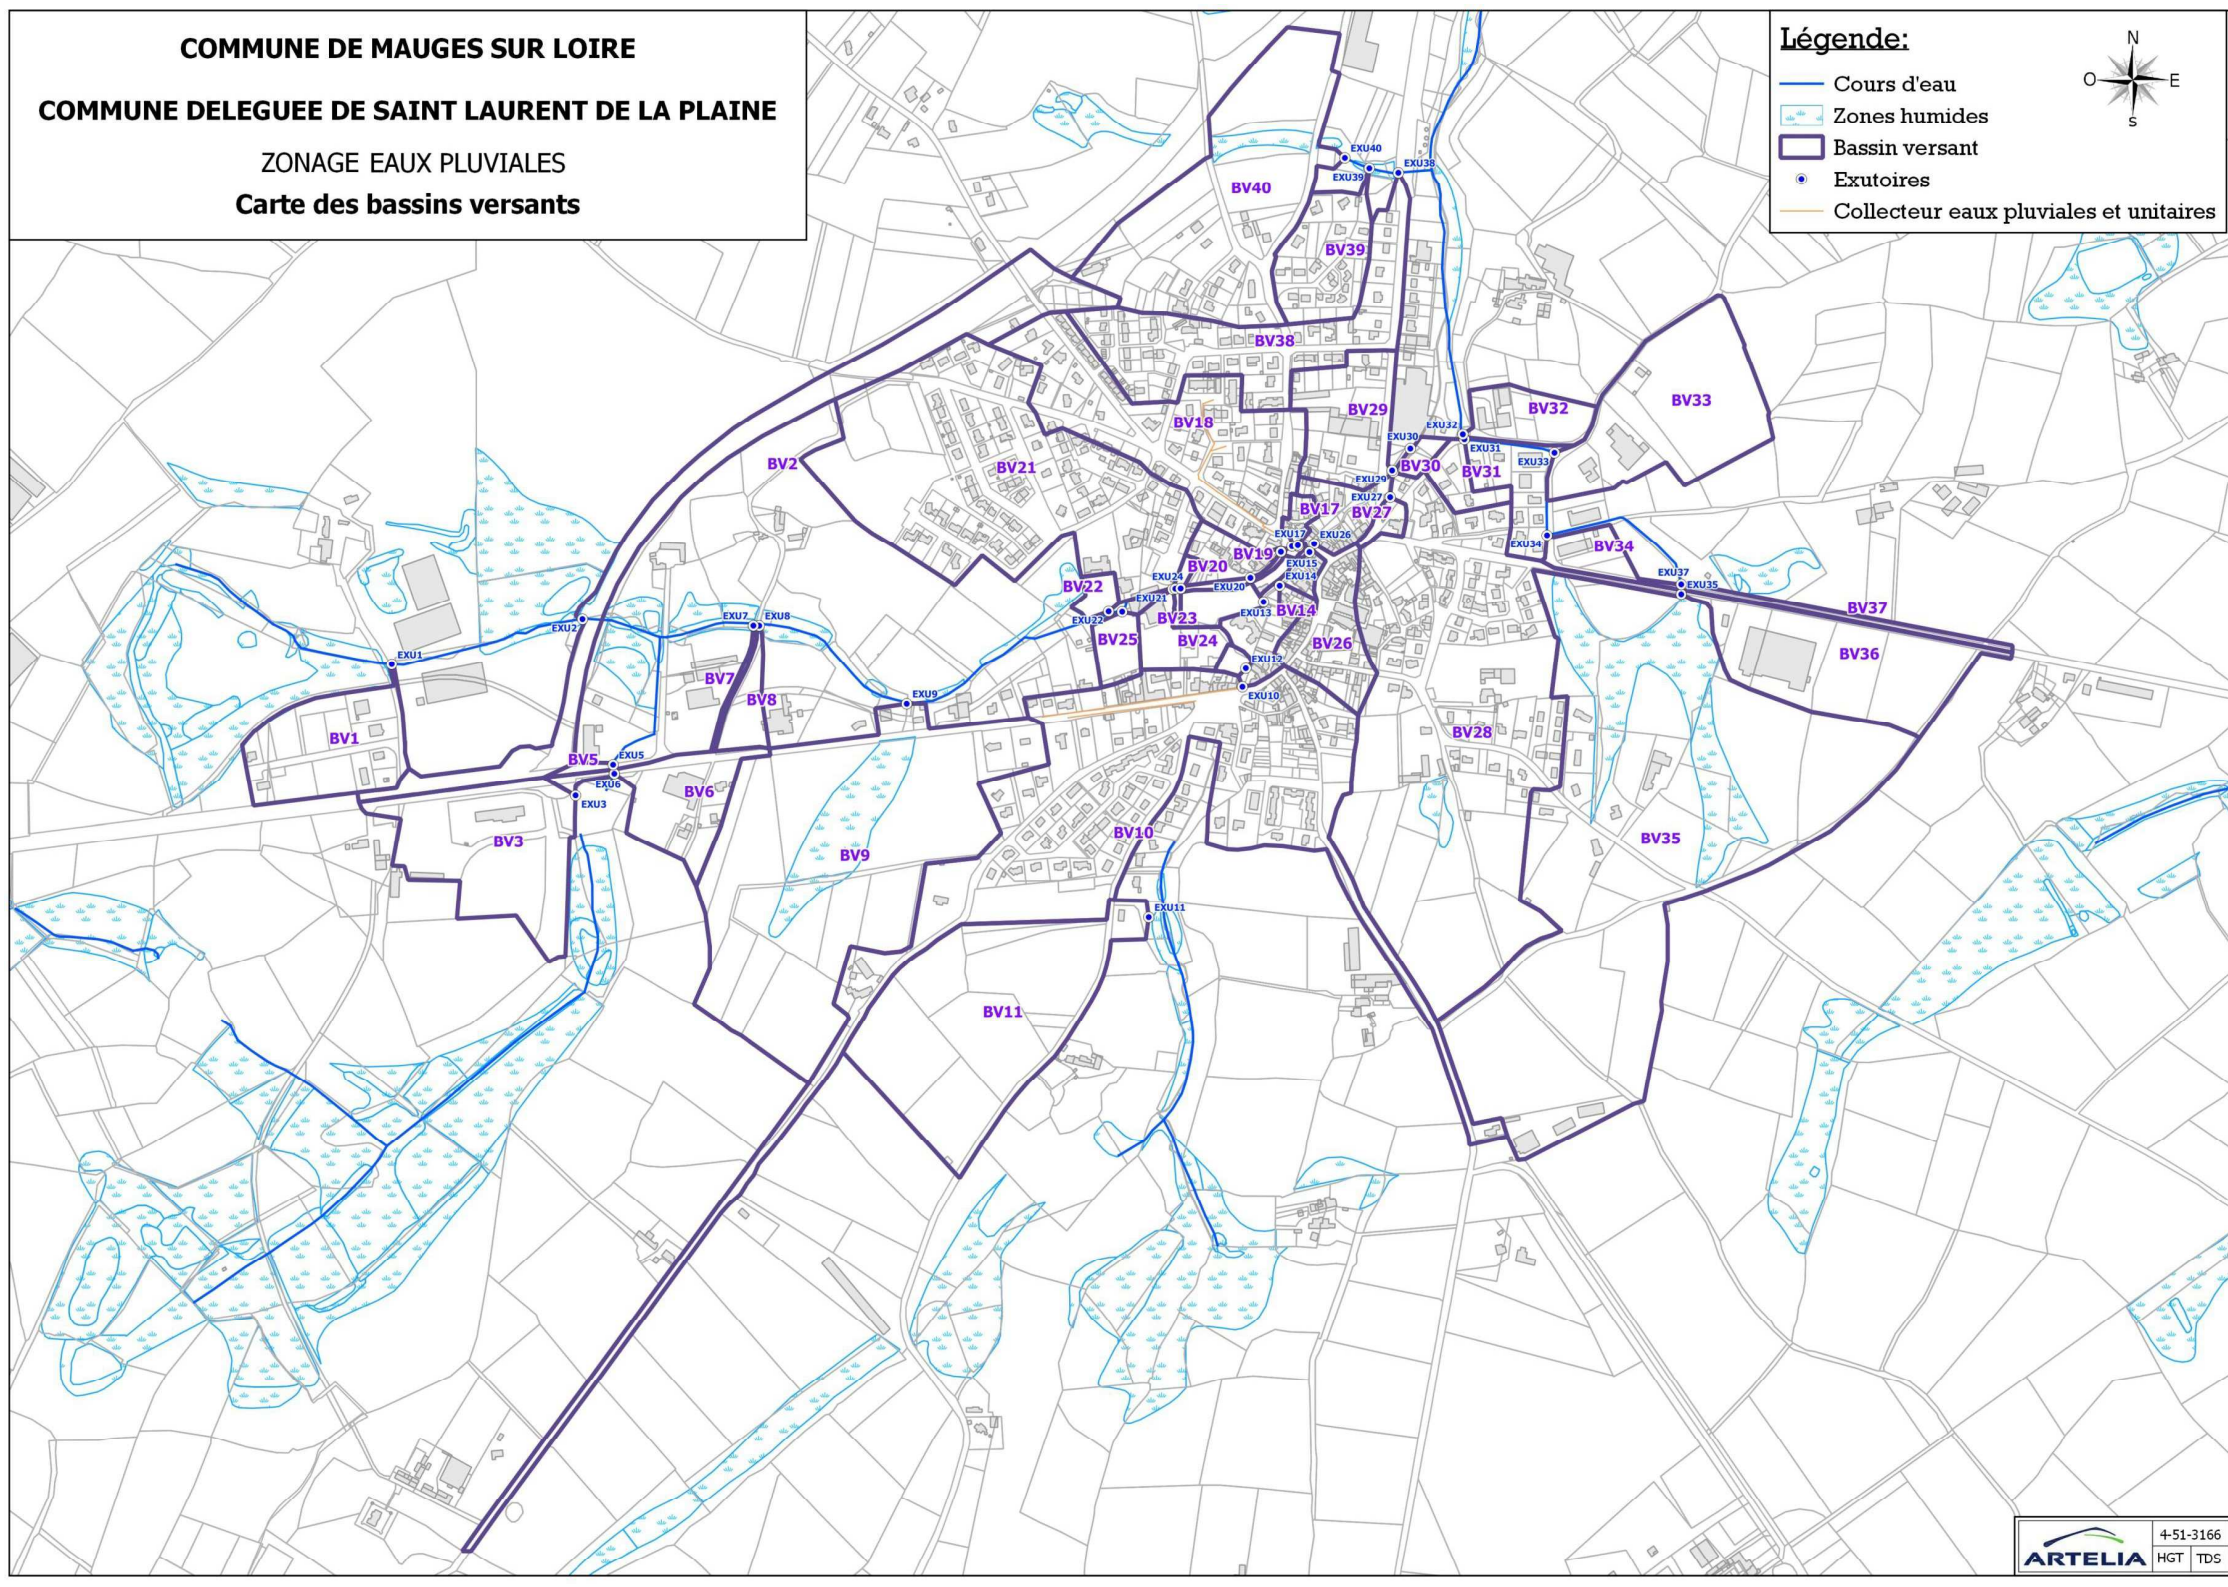 COMMUNE DE MAUGES SUR LOIRE
COMMUNE DELEGUEE DE SAINT LAURENT DE LA PLAINE
ZONAGE EAUX PLUVIALES
Carte des bassins versants
Légende:
Cours d'eau
Zones humides
Bassin versant
Exutoires
Collecteur eaux pluviales et unitaires
N
O
E
S
EXU40
EXU39
EXU38
BV40
BV39
BV38
BV33
BV32
BV29
BV18
EXU32
EXU30
EXU31
EXU33
BV2
BV21
BV30
BV31
EXU29
EXU27
BV17
BV27
EXU17
EXU26
EXU34
BV34
BV19
EXU15
BV20
EXU14
EXU24
EXU20
EXU37
EXU35
BV22
EXU21
EXU13
BV14
BV37
EXU22
BV23
EXU7
EXU8
EXU2
BV25
BV24
BV26
BV36
EXU1
EXU12
BV7
EXU10
BV8
EXU9
BV1
BV28
BV5
EXU5
EXU6
BV6
EXU3
BV3
BV10
BV9
BV35
EXU11
BV11
ARTELIA
4-51-3166
HGT
TDS